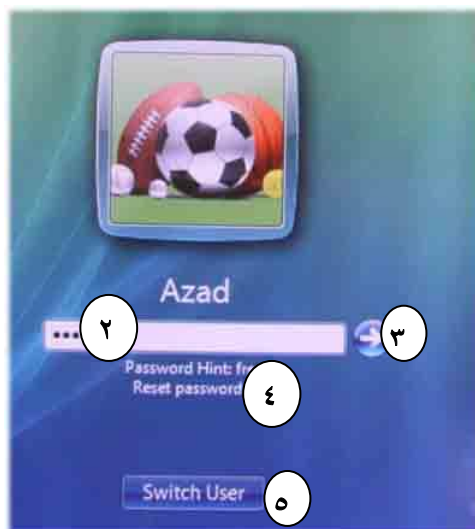 Azad
٢
٣
Password Hint:
Reset password
٤
Switch User
٥